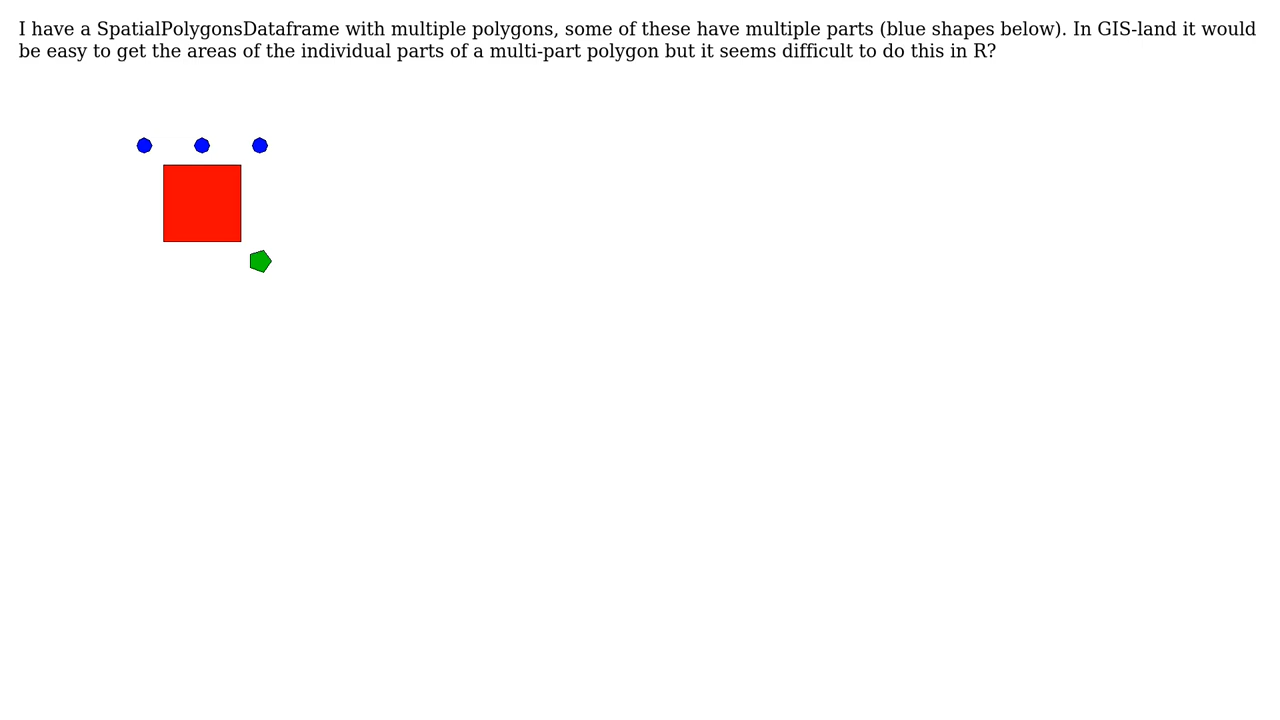 I have a SpatialPolygonsDataframe with multiple polygons, some of these have multiple parts (blue shapes below). In GIS-land it would
be easy to get the areas of the individual parts of a multi-part polygon but it seems difficult to do this in R?